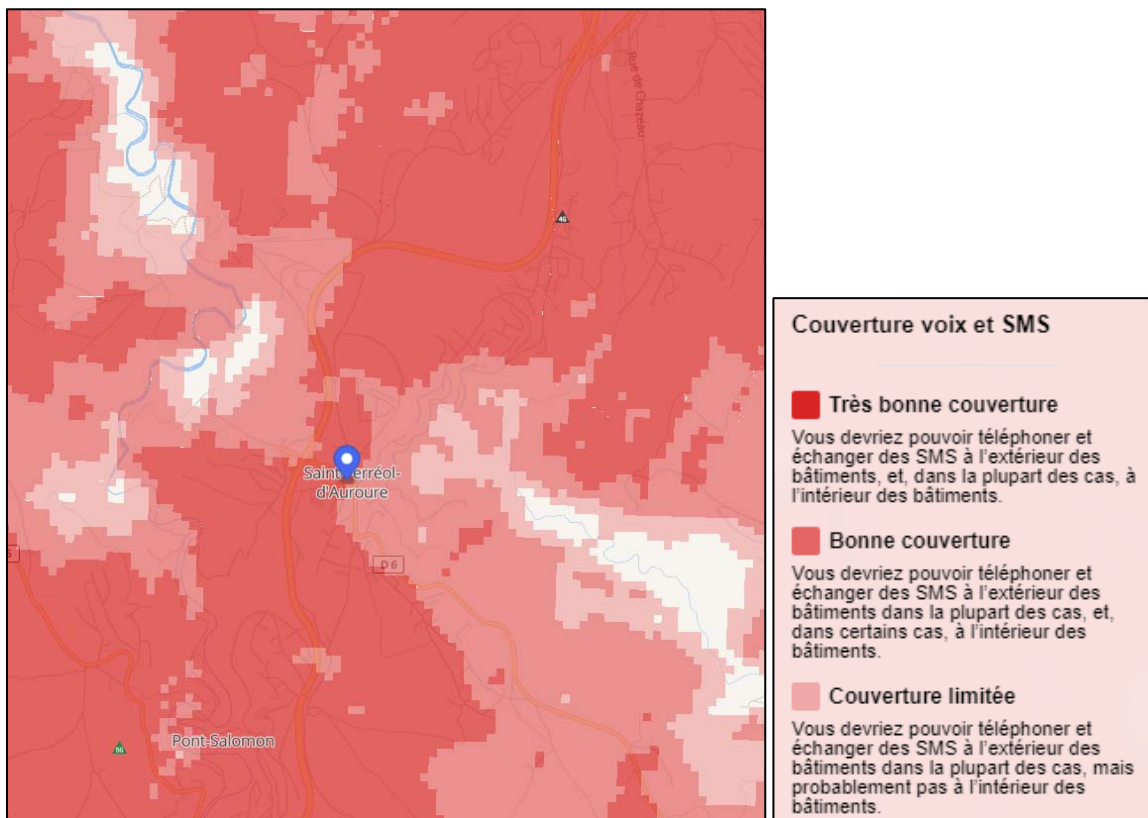 Rue de Chazeau
4G
Saint-Ferréol-
d'Auroure
D 6
5G
Pont-Salomon
Couverture voix et SMS
Très bonne couverture
Vous devriez pouvoir téléphoner et
échanger des SMS à l'extérieur des
bâtiments, et, dans la plupart des cas, à
l'intérieur des bâtiments.
Bonne couverture
Vous devriez pouvoir téléphoner et
échanger des SMS à l'extérieur des
bâtiments dans la plupart des cas, et,
dans certains cas, à l'intérieur des
bâtiments.
Couverture limitée
Vous devriez pouvoir téléphoner et
échanger des SMS à l'extérieur des
bâtiments dans la plupart des cas, mais
probablement pas à l'intérieur des
bâtiments.